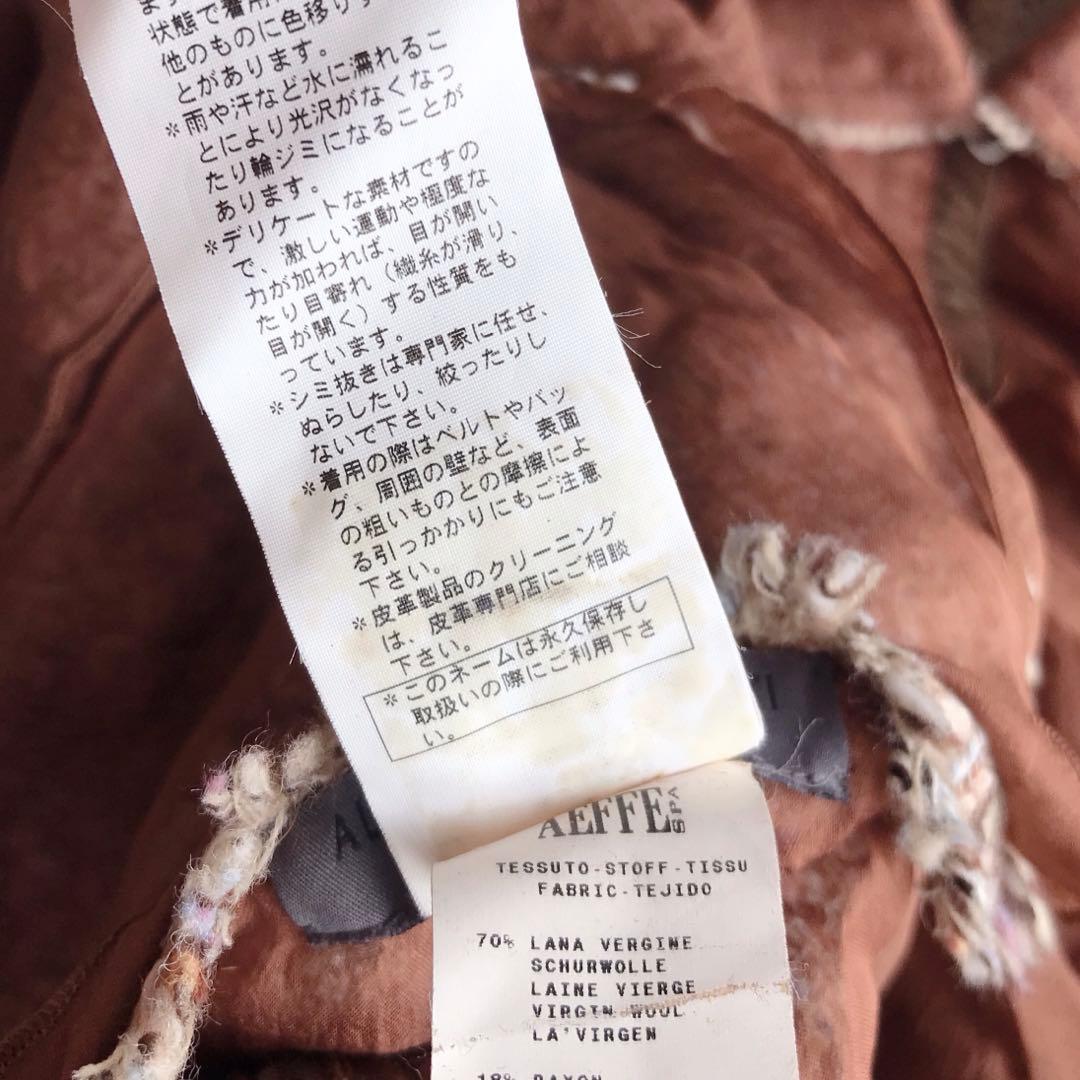 状態で着用
他のものに色移りす
とがあります。
＊雨や汗など水に濡れるこ
とにより光沢がなくなっ
たり輪ジミになることが
あります。
＊デリケートな素材ですの
で、激しい運動や極度な
力が加われば、目が開い
たり目寄れ（織糸が滑り、
目が開く）する性質をも
っています。
＊シミ抜きは専門家に任せ、
ぬらしたり、絞ったりし
ないで下さい。
＊着用の際はベルトやバッ
グ、周囲の壁など、表面
の粗いものとの摩擦によ
る引っかかりにもご注意
下さい。
＊皮革製品のクリーニング
は、皮革専門店にご相談
下さい。
＊このネームは永久保存し
取扱いの際にご利用下さ
い。
AEFFE SPA
TESSUTO-STOFF-TISSU
FABRIC-TEJIDO
70% LANA VERGINE
SCHURWOLLE
LAINE VIERGE
VIRGIN WOOL
LA'VIRGEN
18% RAYON